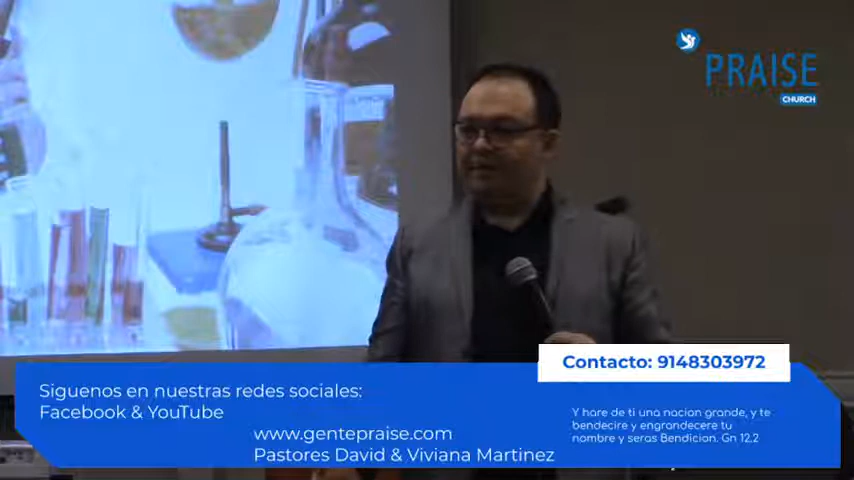 PRAISE
CHURCH
Contacto: 9148303972
Siguenos en nuestras redes sociales:
Facebook & YouTube
www.gentepraise.com
Pastores David & Viviana Martinez
Y hare de ti una nacion grande, y te
bendecire y engrandecere tu
nombre y seras Bendicion. Gn 12,2